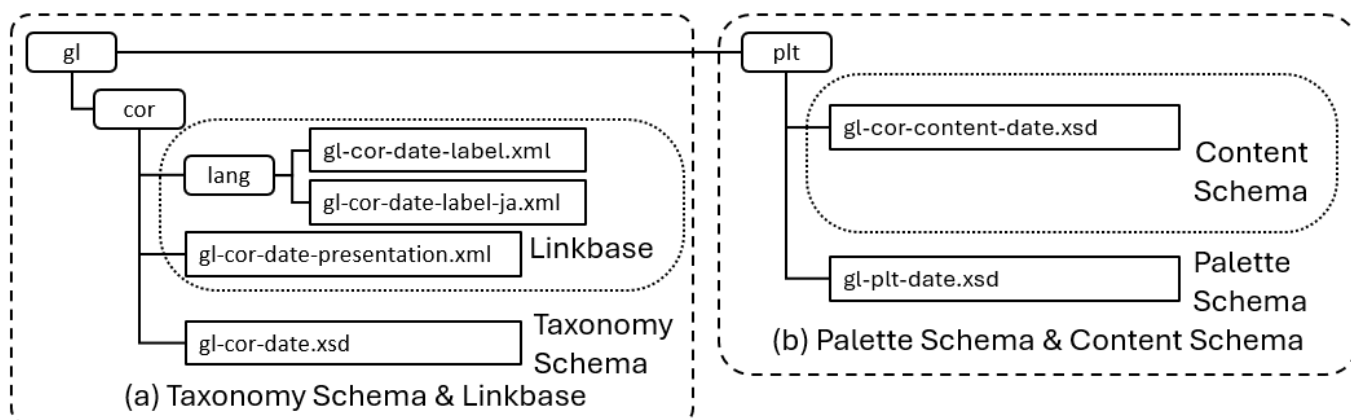 gl
plt
cor
gl-cor-content-date.xsd
gl-cor-date-label.xml
lang
gl-cor-date-label-ja.xml
Content
Schema
gl-cor-date-presentation.xml
Linkbase
gl-plt-date.xsd
Palette
Schema
gl-cor-date.xsd
Taxonomy
Schema
(a) Taxonomy Schema & Linkbase
(b) Palette Schema & Content Schema